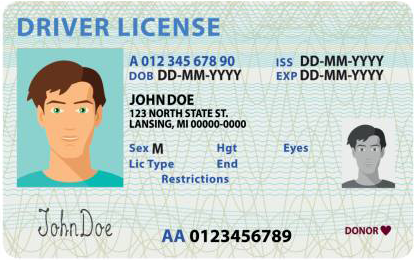 DRIVER LICENSE
A 012 345 678 90
ISS DD-MM-YYYY
DOB DD-MM-YYYY
EXP DD-MM-YYYY
JOHN DOE
123 NORTH STATE ST.
LANSING, MI 00000-0000
Sex M Hgt Eyes
Lic Type End
Restrictions
JohnDoe
AA 0123456789
DONOR